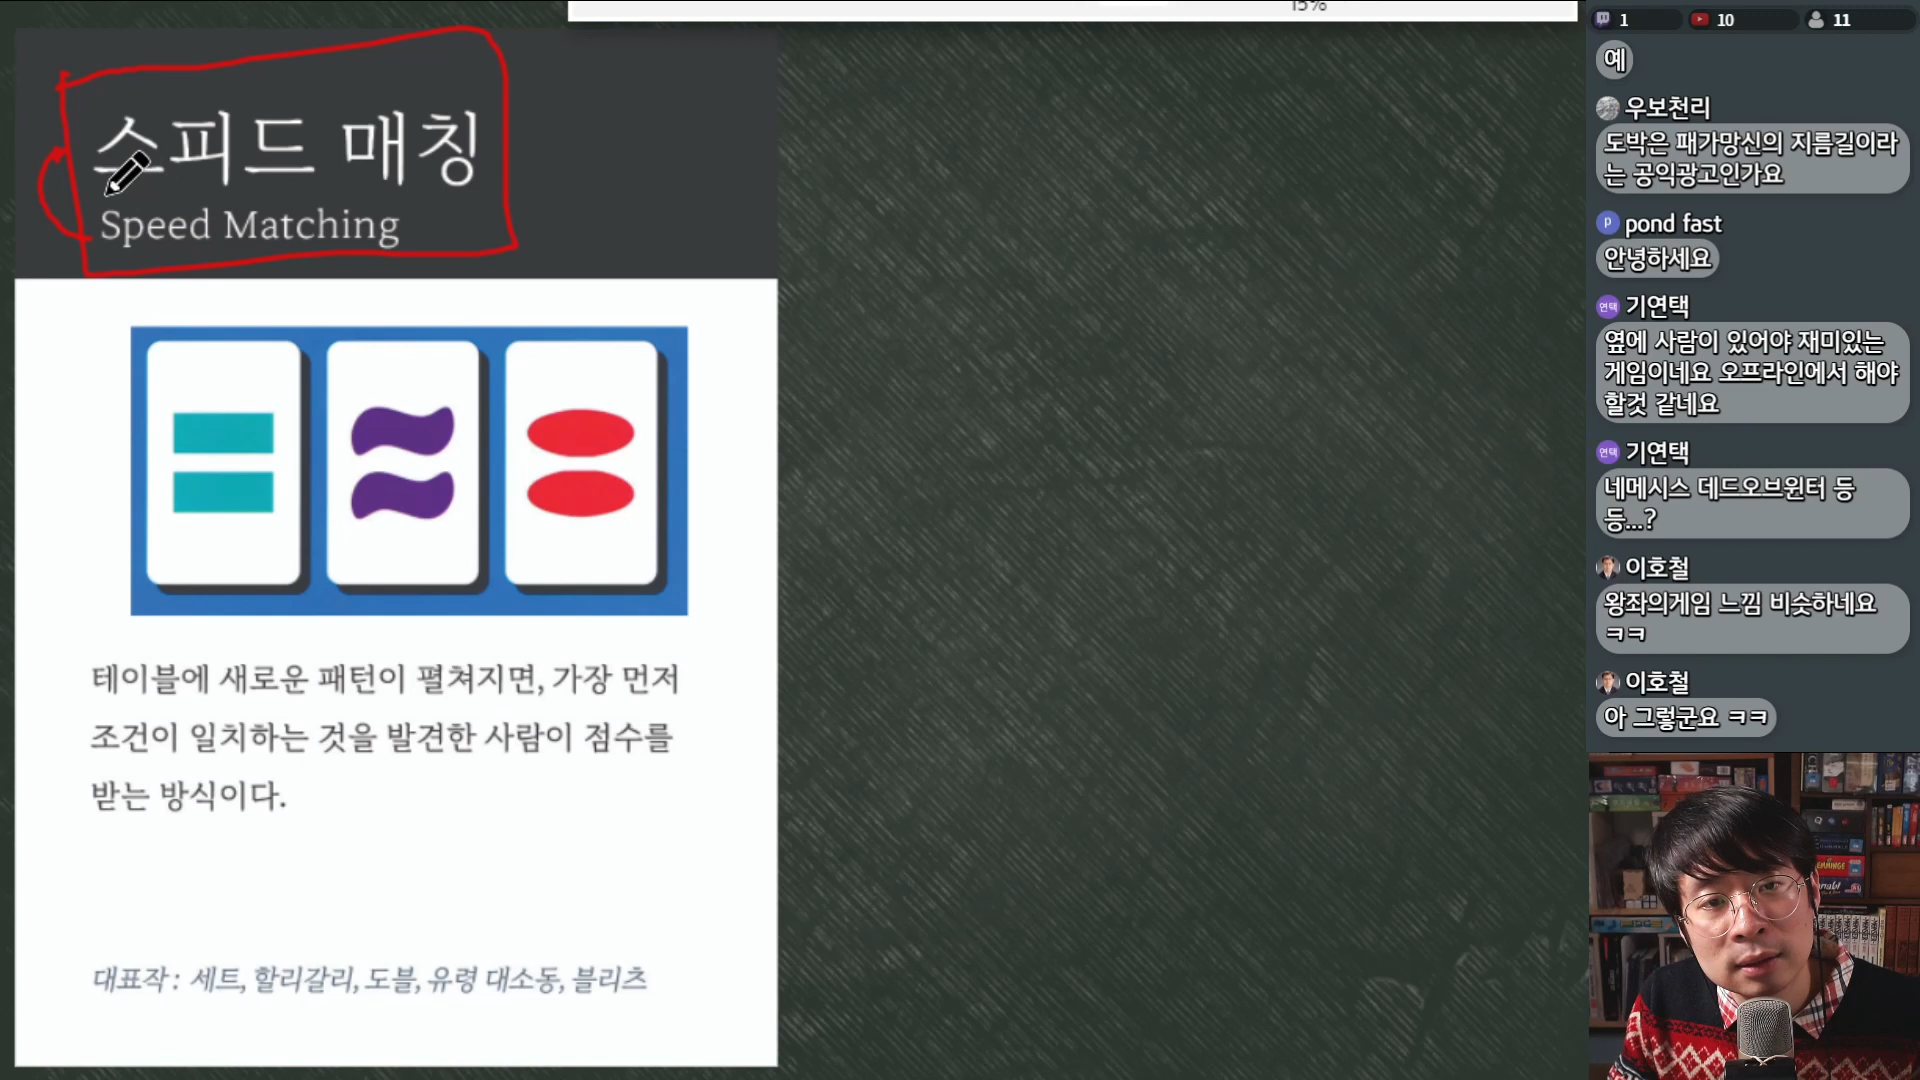 15%
스피드 매칭
Speed Matching
테이블에 새로운 패턴이 펼쳐지면, 가장 먼저
조건이 일치하는 것을 발견한 사람이 점수를
받는 방식이다.
대표작 : 세트, 할리갈리, 도블, 유령 대소동, 블리츠
1
10
11
예
우보천리
도박은 패가망신의 지름길이라
는 공익광고인가요
p
pond fast
안녕하세요
연택
기연택
옆에 사람이 있어야 재미있는
게임이네요 오프라인에서 해야
할것 같네요
연택
기연택
네메시스 데드오브윈터 등
등...?
이호철
왕좌의게임 느낌 비슷하네요
ㅋㅋ
이호철
아 그렇군요 ㅋㅋ